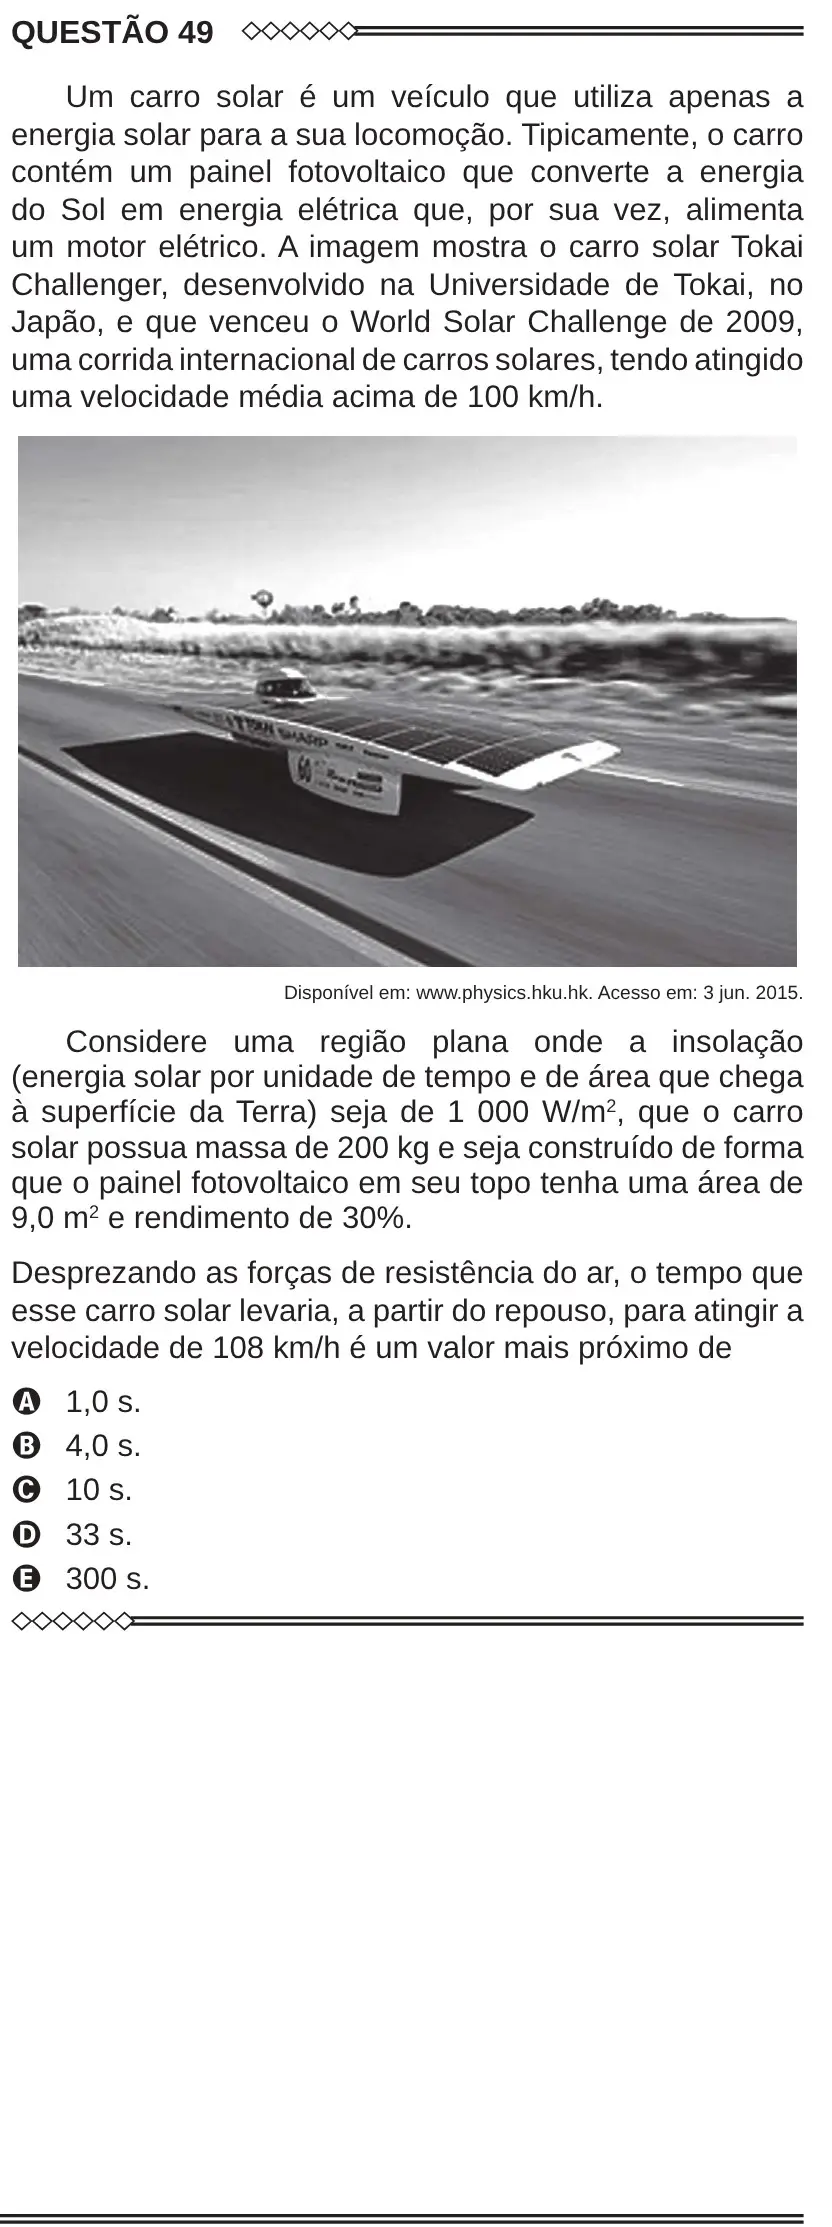 QUESTÃO 49
Um carro solar é um veículo que utiliza apenas a
energia solar para a sua locomoção. Tipicamente, o carro
contém um painel fotovoltaico que converte a energia
do Sol em energia elétrica que, por sua vez, alimenta
um motor elétrico. A imagem mostra o carro solar Tokai
Challenger, desenvolvido na Universidade de Tokai, no
Japão, e que venceu o World Solar Challenge de 2009,
uma corrida internacional de carros solares, tendo atingido
uma velocidade média acima de 100 km/h.
SHARP
60
Disponível em: www.physics.hku.hk. Acesso em: 3 jun. 2015.
Considere uma região plana onde a insolação
(energia solar por unidade de tempo e de área que chega
à superfície da Terra) seja de 1 000 W/m², que o carro
solar possua massa de 200 kg e seja construído de forma
que o painel fotovoltaico em seu topo tenha uma área de
9,0 m² e rendimento de 30%.
Desprezando as forças de resistência do ar, o tempo que
esse carro solar levaria, a partir do repouso, para atingir a
velocidade de 108 km/h é um valor mais próximo de
A 1,0 s.
B 4,0 s.
C 10 s.
D 33 s.
E 300 s.